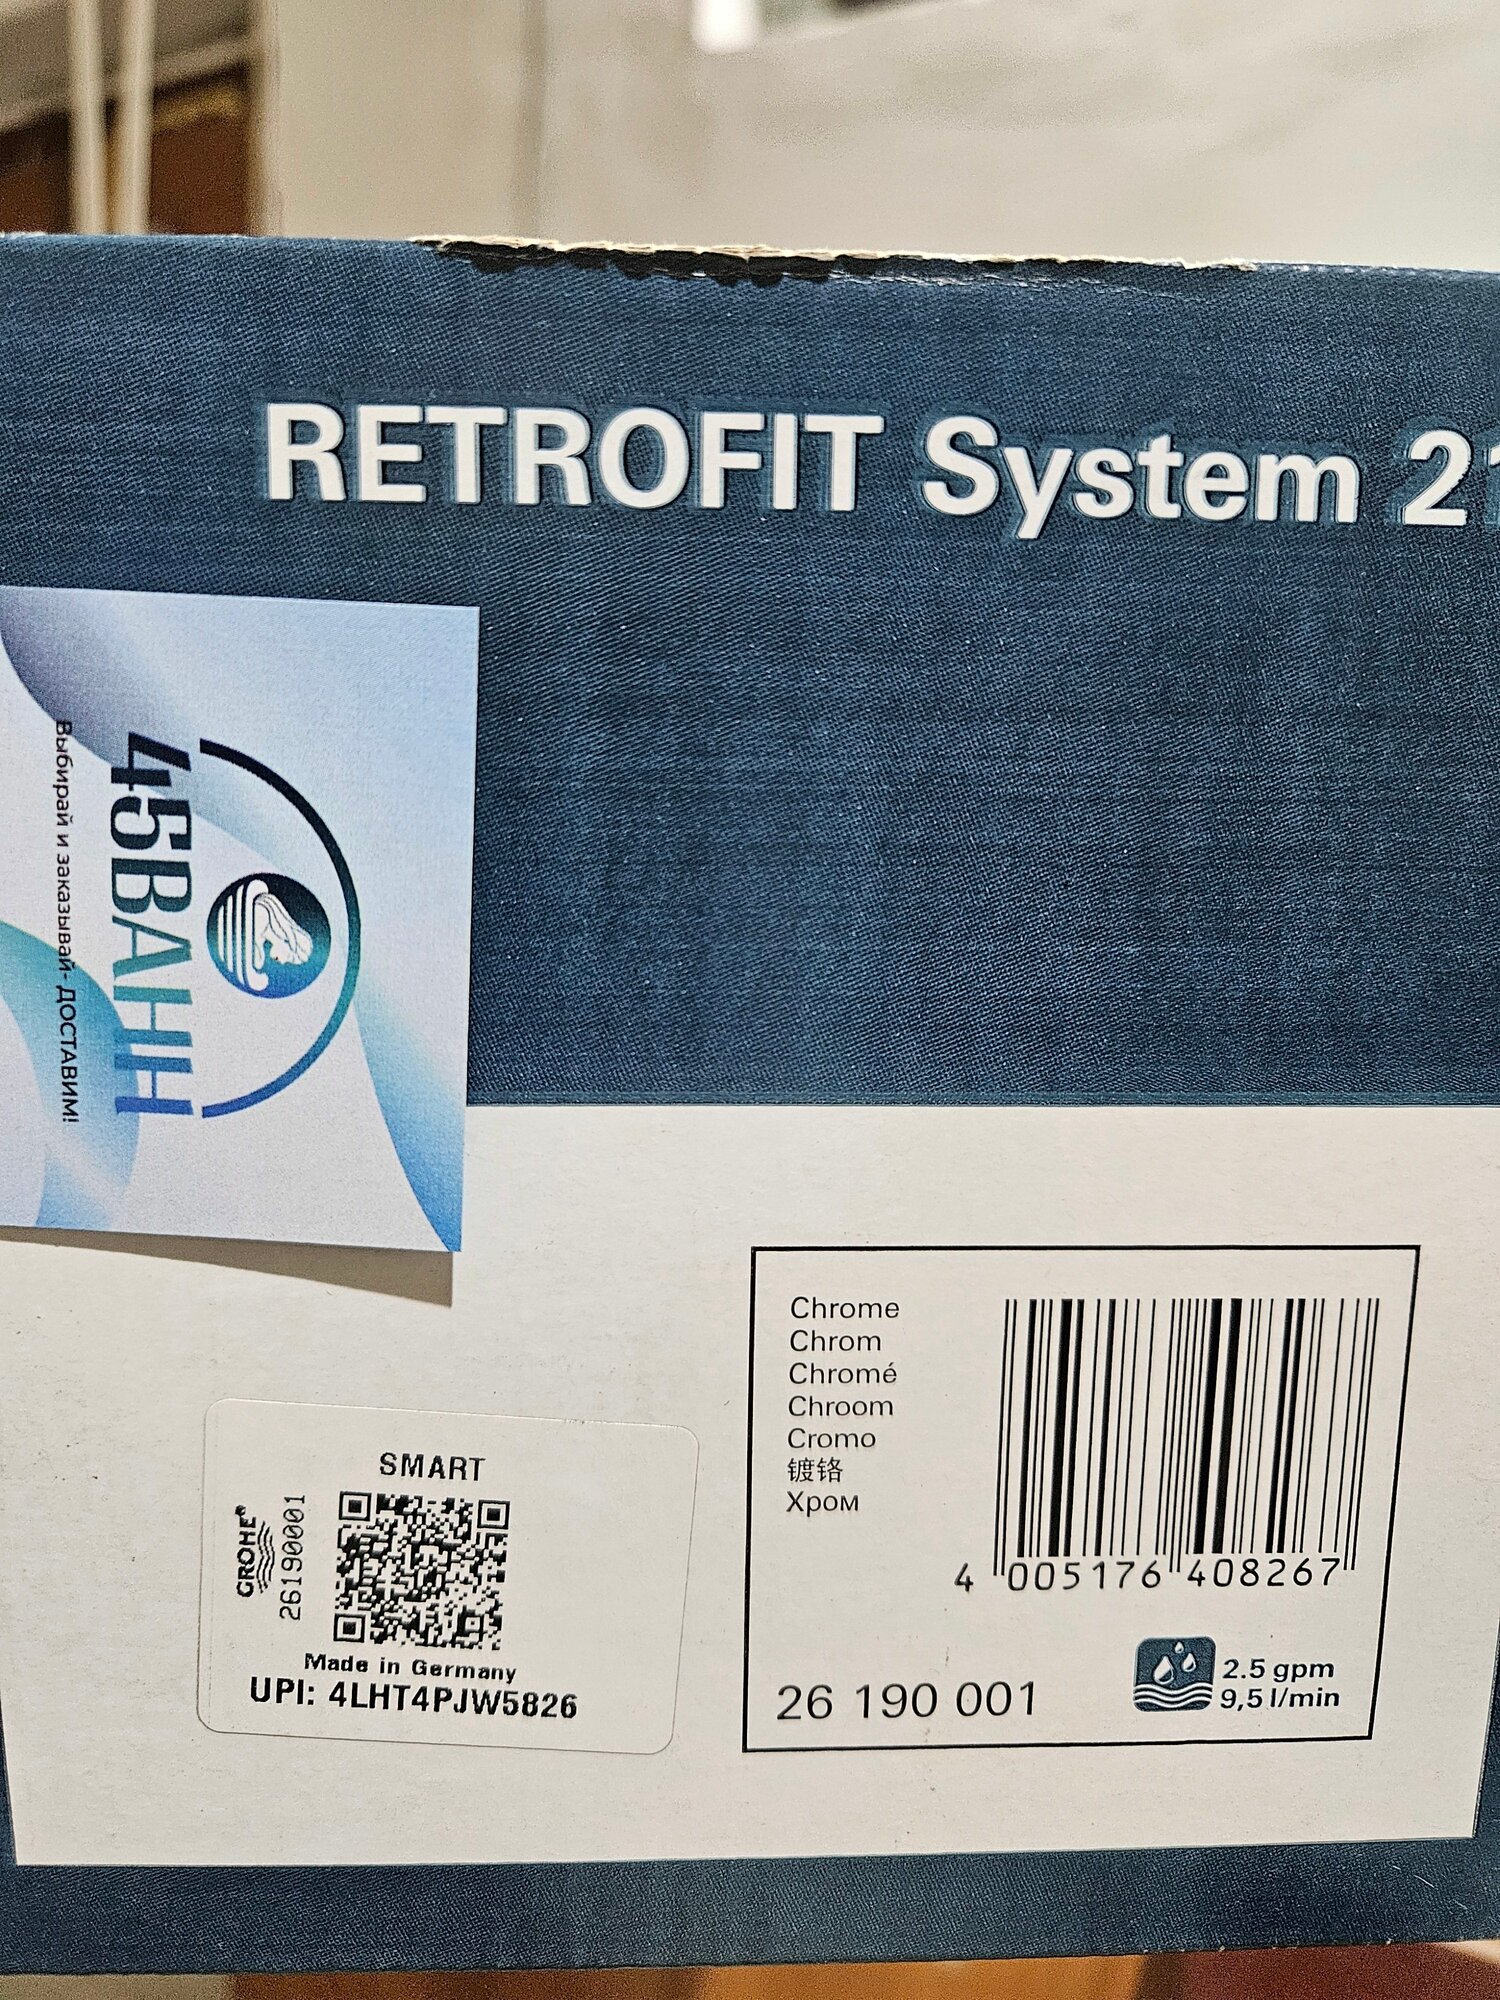 RETROFIT System 21
45ВАНН
Выбирай и заказывай- ДОСТАВИМ!
SMART
GROHE®
26190001
Made in Germany
UPI: 4LHT4PJW5826
Chrome
Chrom
Chromé
Chroom
Cromo
镀铬
Хром
4 005176 408267
26 190 001
2.5 gpm
9,5 l/min